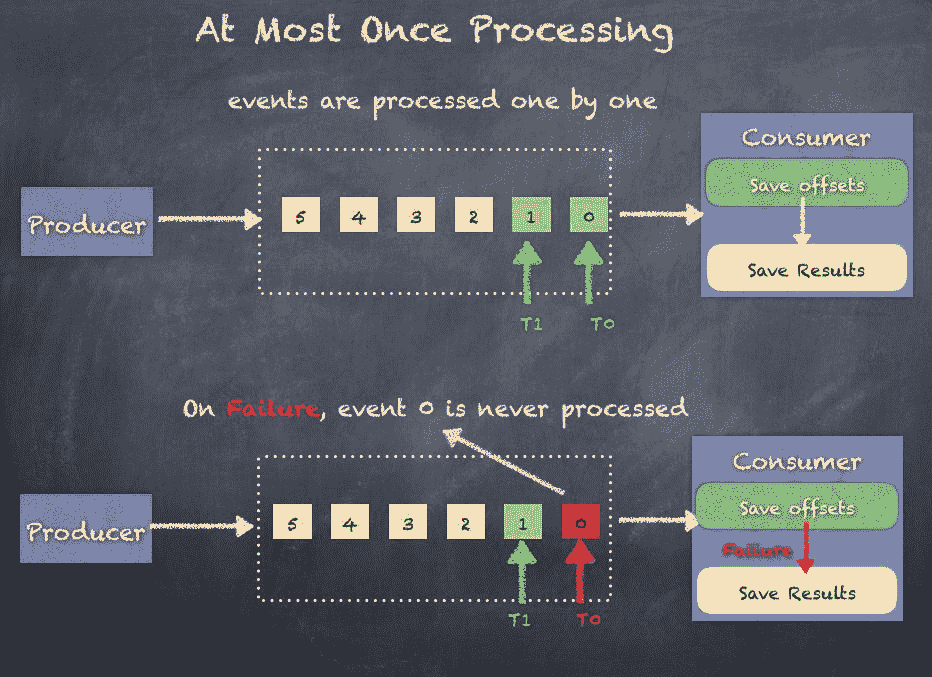 At Most Once Processing
events are processed one by one
Producer
5 4 3 2 1 0
T1 T0
Consumer
Save offsets
Save Results
On Failure, event 0 is never processed
Producer
5 4 3 2 1 0
T1 T0
Consumer
Save offsets
Failure
Save Results